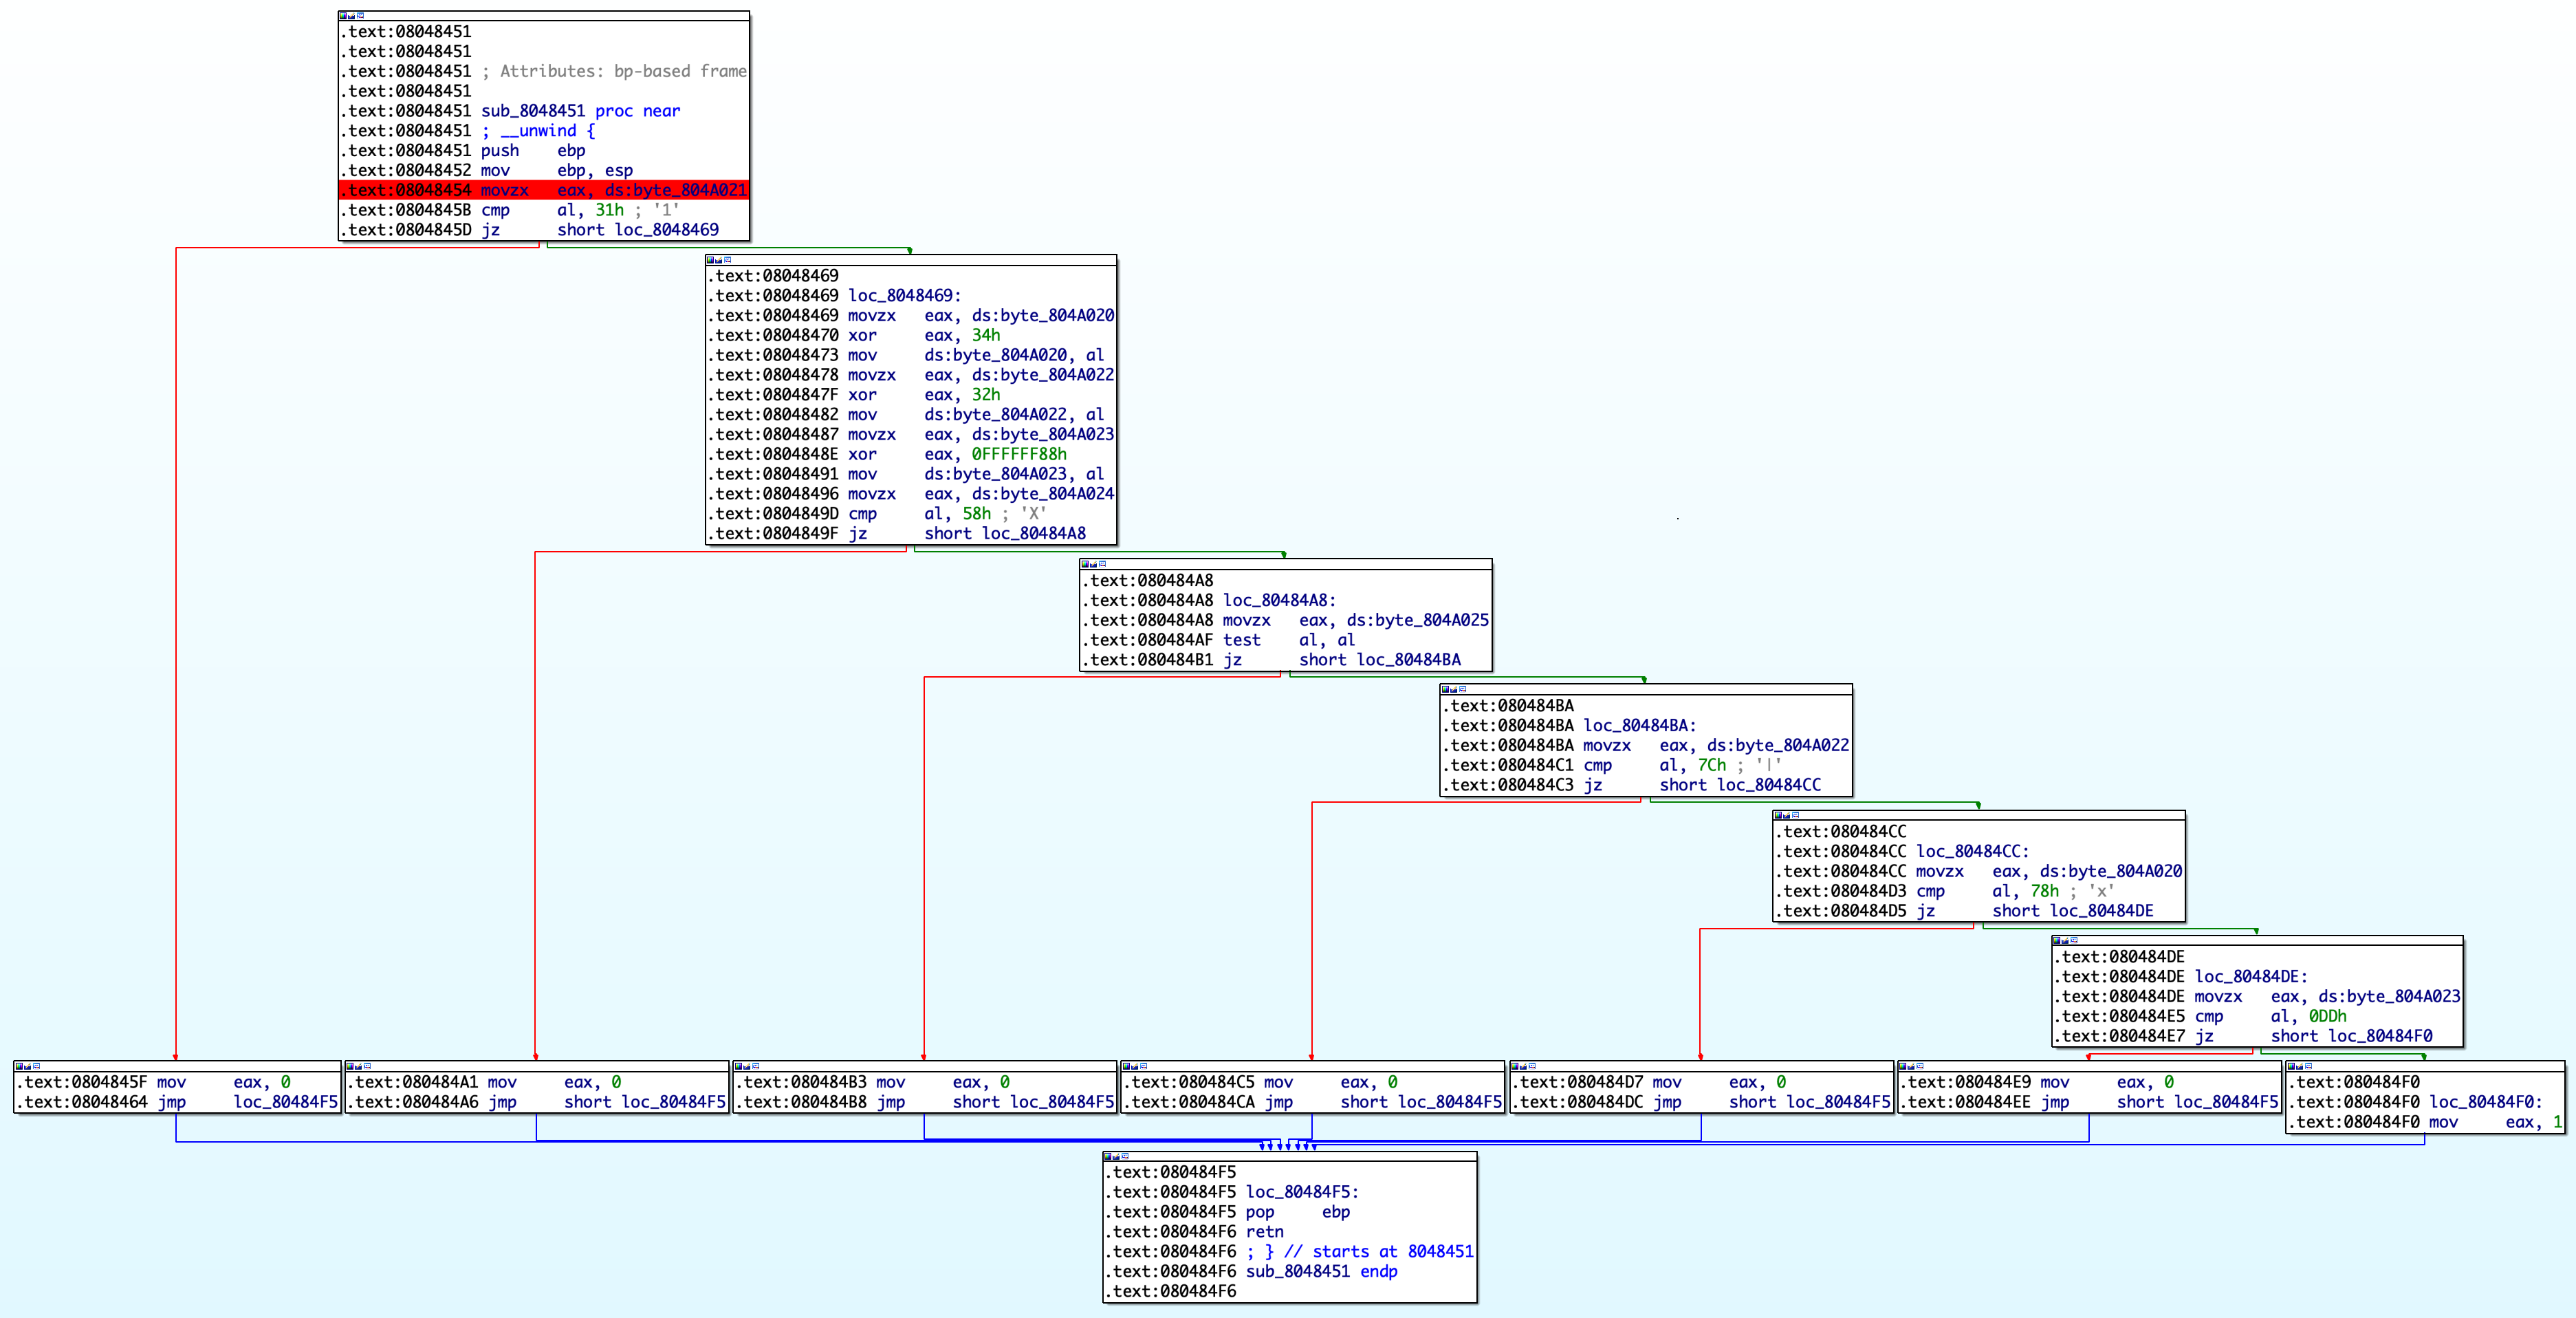 .text:08048451
.text:08048451
.text:08048451 ; Attributes: bp-based frame
.text:08048451
.text:08048451 sub_8048451 proc near
.text:08048451 ; __unwind {
.text:08048451 push    ebp
.text:08048452 mov     ebp, esp
.text:08048454 movzx   eax, ds:byte_804A021
.text:0804845B cmp     al, 31h ; '1'
.text:0804845D jz      short loc_8048469
.text:08048469
.text:08048469 loc_8048469:
.text:08048469 movzx   eax, ds:byte_804A020
.text:08048470 xor     eax, 34h
.text:08048473 mov     ds:byte_804A020, al
.text:08048478 movzx   eax, ds:byte_804A022
.text:0804847F xor     eax, 32h
.text:08048482 mov     ds:byte_804A022, al
.text:08048487 movzx   eax, ds:byte_804A023
.text:0804848E xor     eax, 0FFFFFF88h
.text:08048491 mov     ds:byte_804A023, al
.text:08048496 movzx   eax, ds:byte_804A024
.text:0804849D cmp     al, 58h ; 'X'
.text:0804849F jz      short loc_80484A8
.text:080484A8
.text:080484A8 loc_80484A8:
.text:080484A8 movzx   eax, ds:byte_804A025
.text:080484AF test    al, al
.text:080484B1 jz      short loc_80484BA
.text:080484BA
.text:080484BA loc_80484BA:
.text:080484BA movzx   eax, ds:byte_804A022
.text:080484C1 cmp     al, 7Ch ; '|'
.text:080484C3 jz      short loc_80484CC
.text:080484CC
.text:080484CC loc_80484CC:
.text:080484CC movzx   eax, ds:byte_804A020
.text:080484D3 cmp     al, 78h ; 'x'
.text:080484D5 jz      short loc_80484DE
.text:080484DE
.text:080484DE loc_80484DE:
.text:080484DE movzx   eax, ds:byte_804A023
.text:080484E5 cmp     al, 0DDh
.text:080484E7 jz      short loc_80484F0
.text:0804845F mov     eax, 0
.text:08048464 jmp     loc_80484F5
.text:080484A1 mov     eax, 0
.text:080484A6 jmp     short loc_80484F5
.text:080484B3 mov     eax, 0
.text:080484B8 jmp     short loc_80484F5
.text:080484C5 mov     eax, 0
.text:080484CA jmp     short loc_80484F5
.text:080484D7 mov     eax, 0
.text:080484DC jmp     short loc_80484F5
.text:080484E9 mov     eax, 0
.text:080484EE jmp     short loc_80484F5
.text:080484F0
.text:080484F0 loc_80484F0:
.text:080484F0 mov     eax, 1
.text:080484F5
.text:080484F5 loc_80484F5:
.text:080484F5 pop     ebp
.text:080484F6 retn
.text:080484F6 ; } // starts at 8048451
.text:080484F6 sub_8048451 endp
.text:080484F6